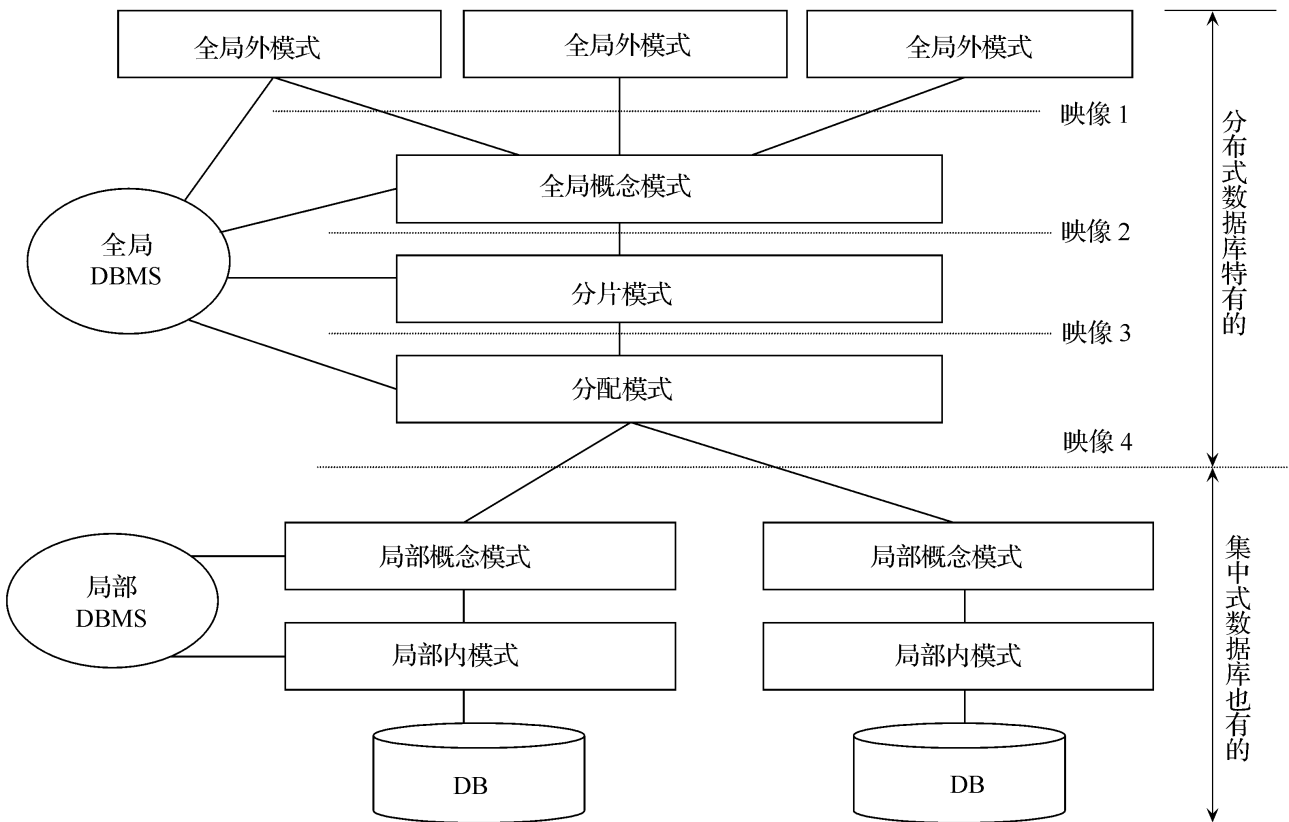 全局外模式
全局外模式
全局外模式
映像 1
全局概念模式
映像 2
全局
DBMS
分片模式
映像 3
分配模式
映像 4
分布式数据库特有的
局部概念模式
局部概念模式
局部
DBMS
局部内模式
局部内模式
DB
DB
集中式数据库也有的